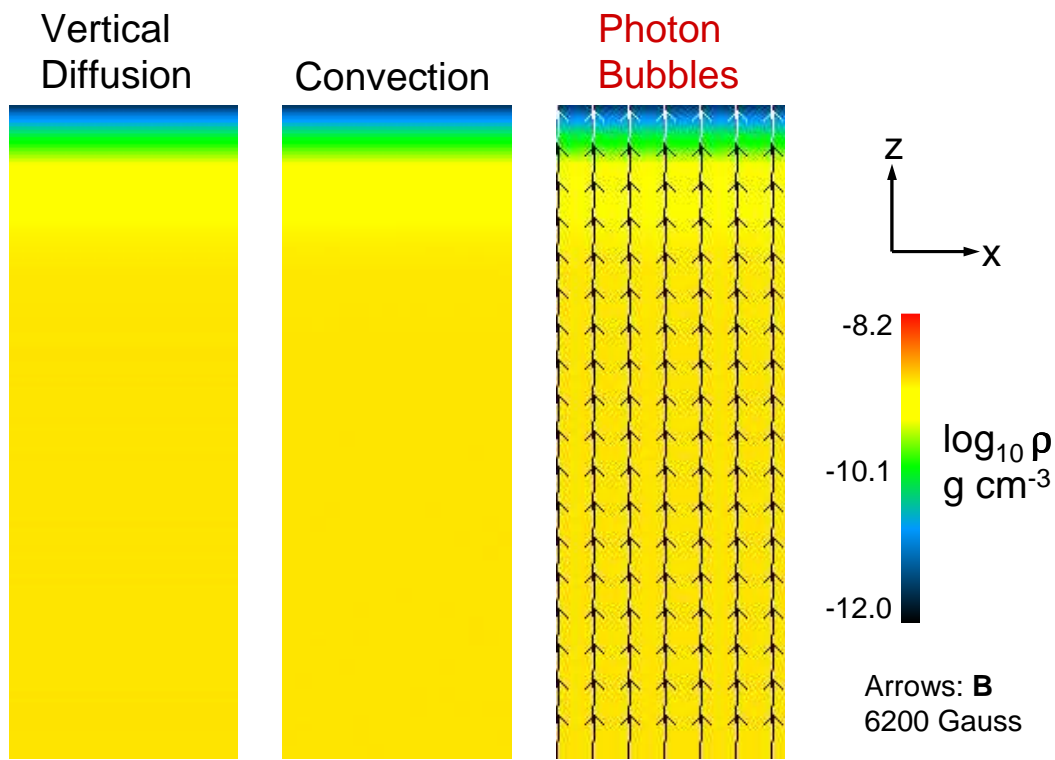 Vertical
Diffusion
Convection
Photon
Bubbles
z
x
-8.2
-10.1
-12.0
log₁₀ ρ
g cm⁻³
Arrows: B
6200 Gauss